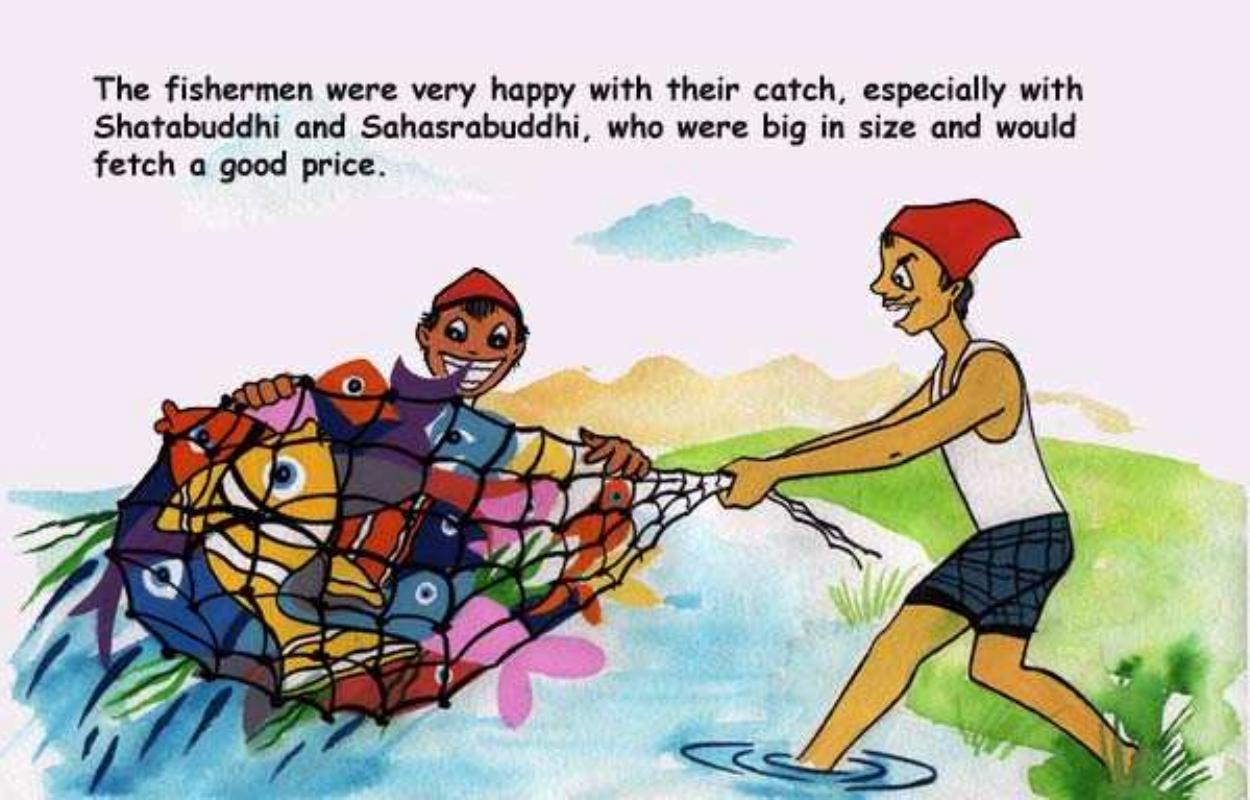 The fishermen were very happy with their catch, especially with
Shatabuddhi and Sahasrabuddhi, who were big in size and would
fetch a good price.